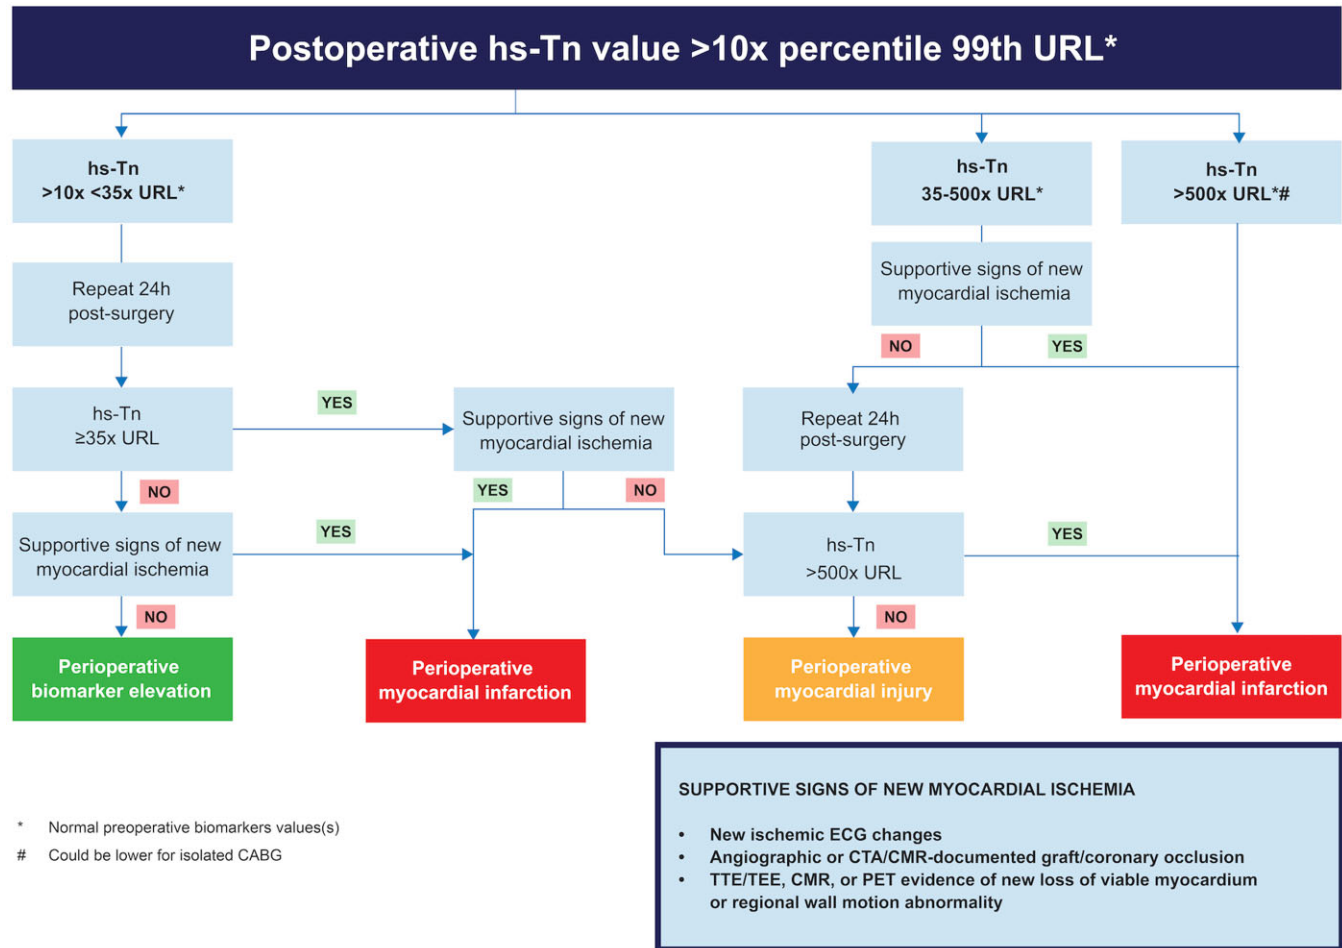 Postoperative hs-Tn value >10x percentile 99th URL*
hs-Tn
>10x <35x URL*
hs-Tn
35-500x URL*
hs-Tn
>500x URL*#
Repeat 24h
post-surgery
Supportive signs of new
myocardial ischemia
NO
YES
hs-Tn
≥35x URL
YES
Supportive signs of new
myocardial ischemia
Repeat 24h
post-surgery
NO
YES
NO
Supportive signs of new
myocardial ischemia
YES
hs-Tn
>500x URL
YES
NO
NO
Perioperative
biomarker elevation
Perioperative
myocardial infarction
Perioperative
myocardial injury
Perioperative
myocardial infarction
* Normal preoperative biomarkers values(s)
# Could be lower for isolated CABG
SUPPORTIVE SIGNS OF NEW MYOCARDIAL ISCHEMIA
• New ischemic ECG changes
• Angiographic or CTA/CMR-documented graft/coronary occlusion
• TTE/TEE, CMR, or PET evidence of new loss of viable myocardium
or regional wall motion abnormality